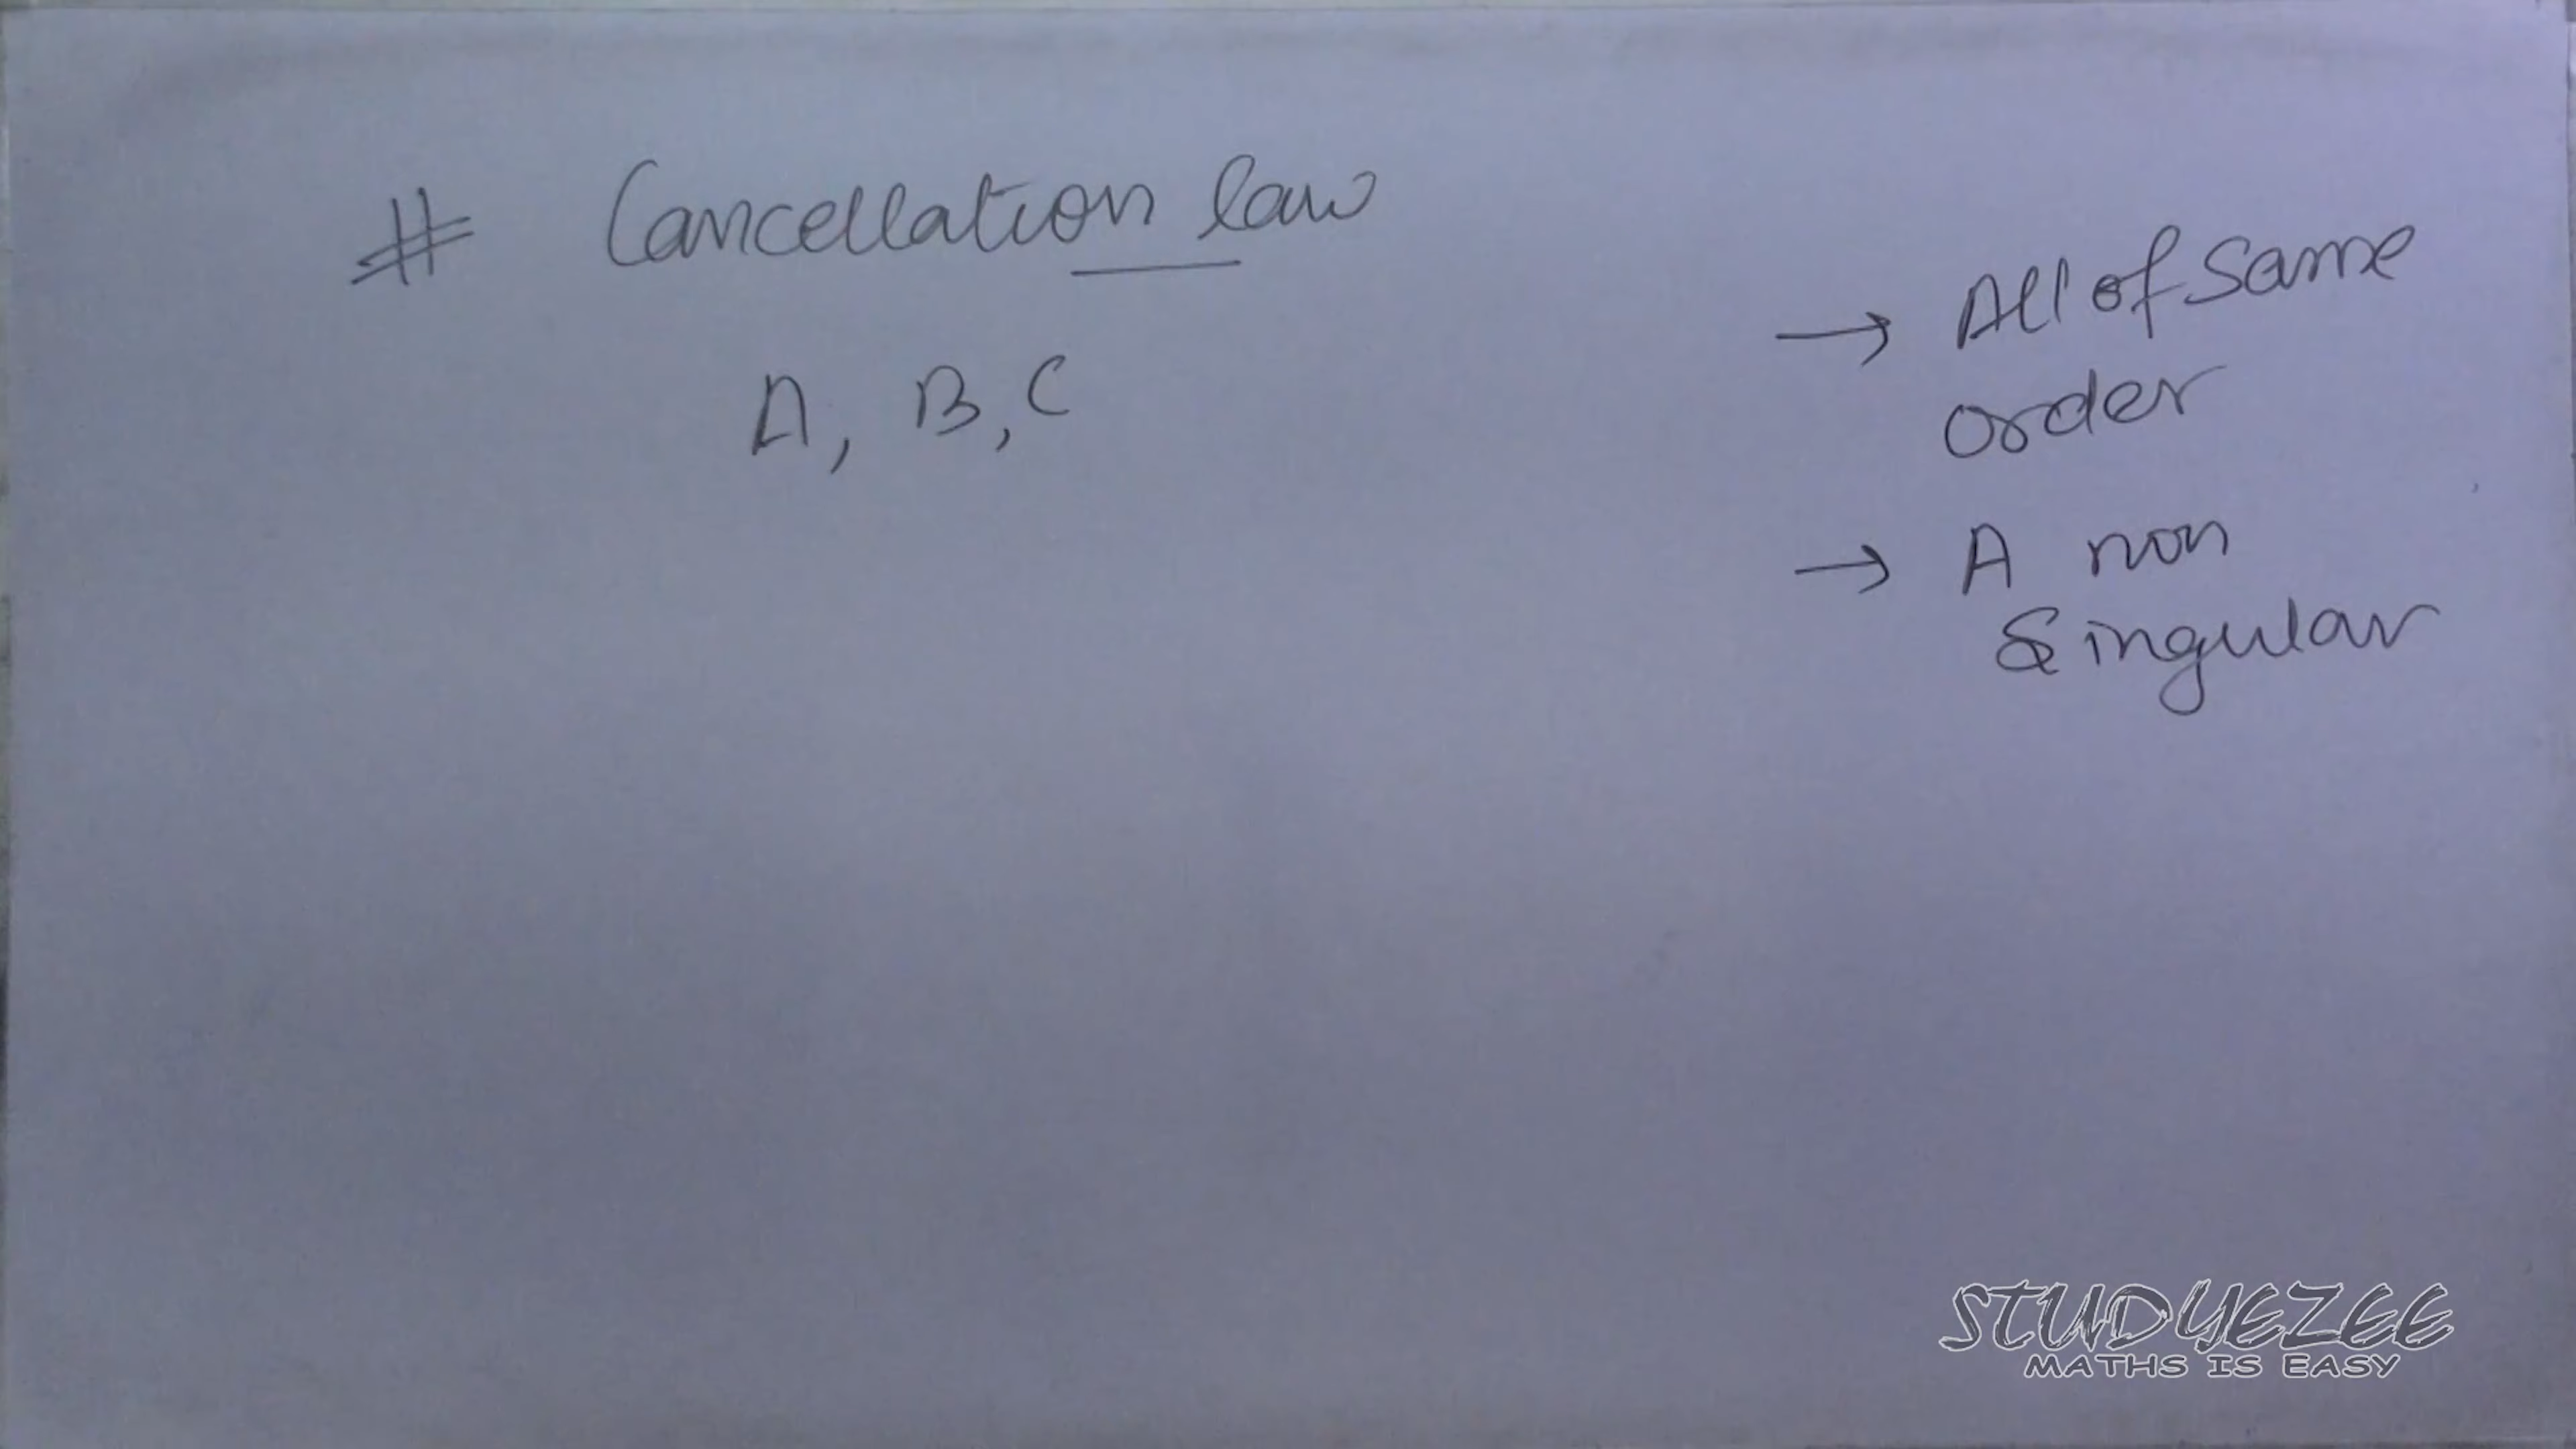 # Cancellation law
A, B, C
→ All of Same
order
→ A non
Singular
STUDYEZEE
MATHS IS EASY